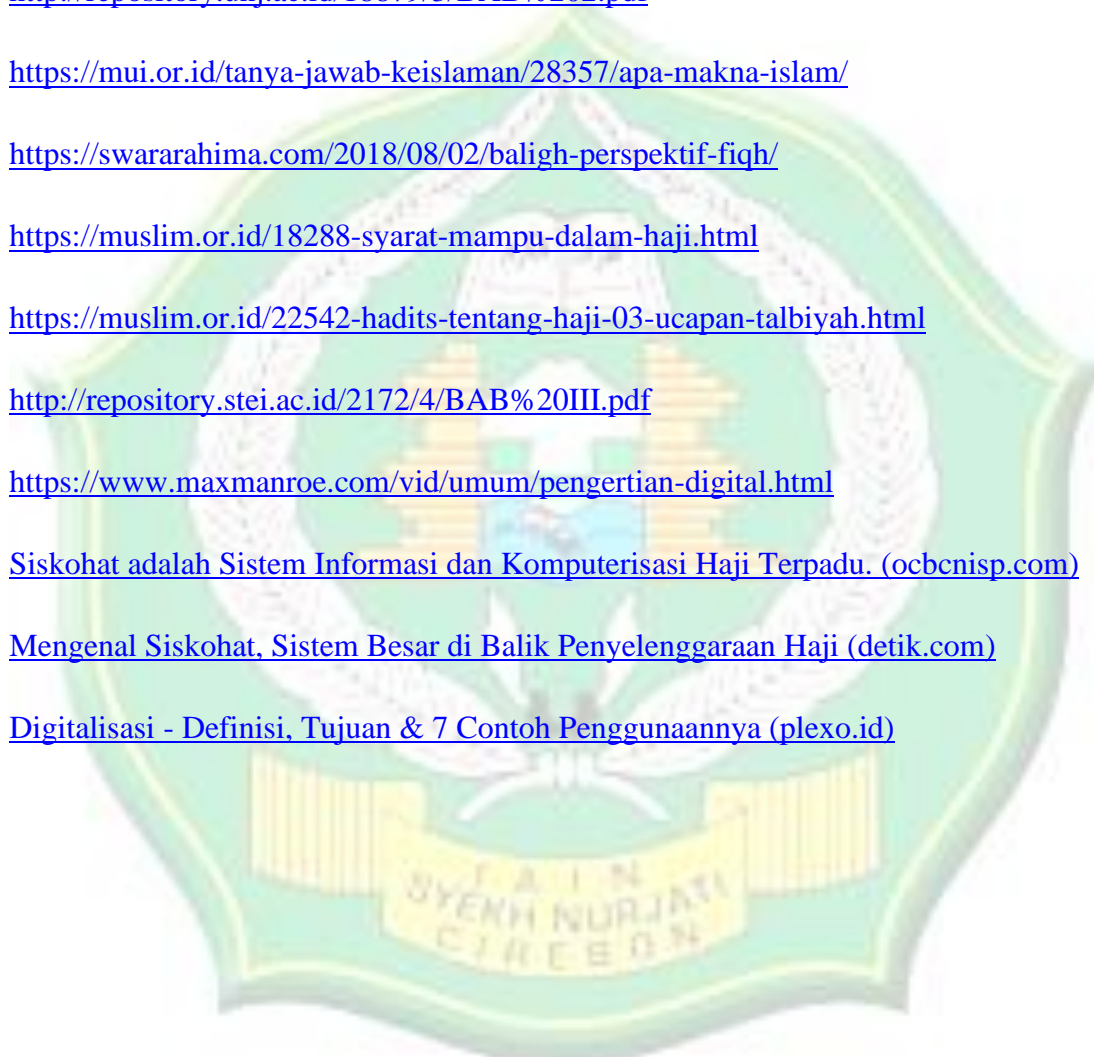 https://mui.or.id/tanya-jawab-keislaman/28357/apa-makna-islam/
https://swararahima.com/2018/08/02/baligh-perspektif-fiqh/
https://muslim.or.id/18288-syarat-mampu-dalam-haji.html
https://muslim.or.id/22542-hadits-tentang-haji-03-ucapan-talbiyah.html
http://repository.stei.ac.id/2172/4/BAB%20III.pdf
https://www.maxmanroe.com/vid/umum/pengertian-digital.html
Siskohat adalah Sistem Informasi dan Komputerisasi Haji Terpadu. (ocbcnisp.com)
Mengenal Siskohat, Sistem Besar di Balik Penyelenggaraan Haji (detik.com)
Digitalisasi - Definisi, Tujuan & 7 Contoh Penggunaannya (plexo.id)
IAIN
SYEKH NURJATI
CIREBON